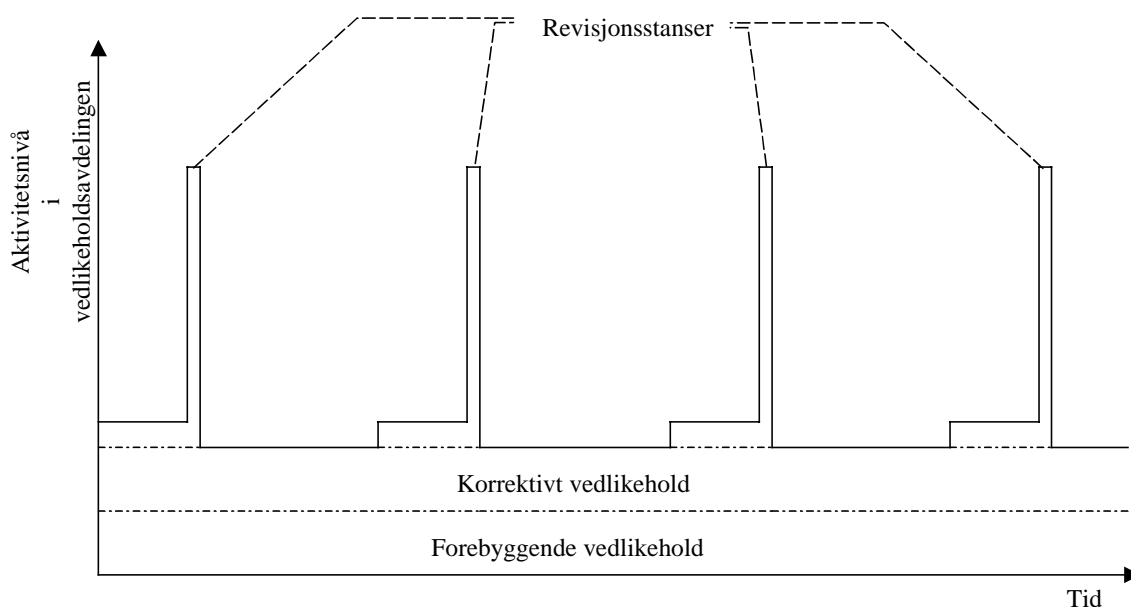 Revisjonsstanser
Aktivitetsnivå
i
vedlikeholdsavdelingen
Korrektivt vedlikehold
Forebyggende vedlikehold
Tid